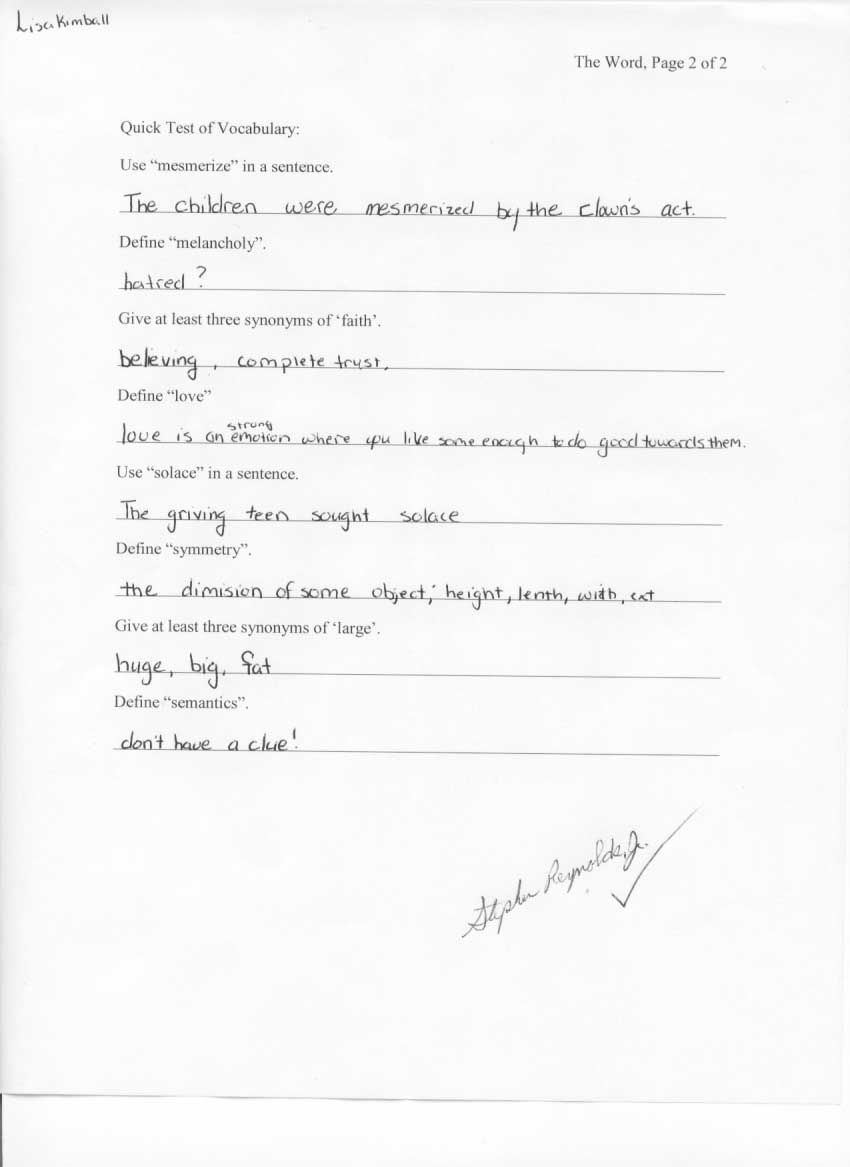 Lisa Kimball
The Word, Page 2 of 2
Quick Test of Vocabulary:
Use “mesmerize” in a sentence.
The children were mesmerized by the clown's act.
Define “melancholy”.
hatred?
Give at least three synonyms of ‘faith’.
believing, complete trust,
Define “love”
strong
love is an emotion where you like some enough to do good towards them.
Use “solace” in a sentence.
The griving teen sought solace
Define “symmetry”.
the dimision of some object; height, lenth, width, ext
Give at least three synonyms of ‘large’.
huge, big, fat
Define “semantics”.
don't have a clue!
Stephen Reynolds, Jr.